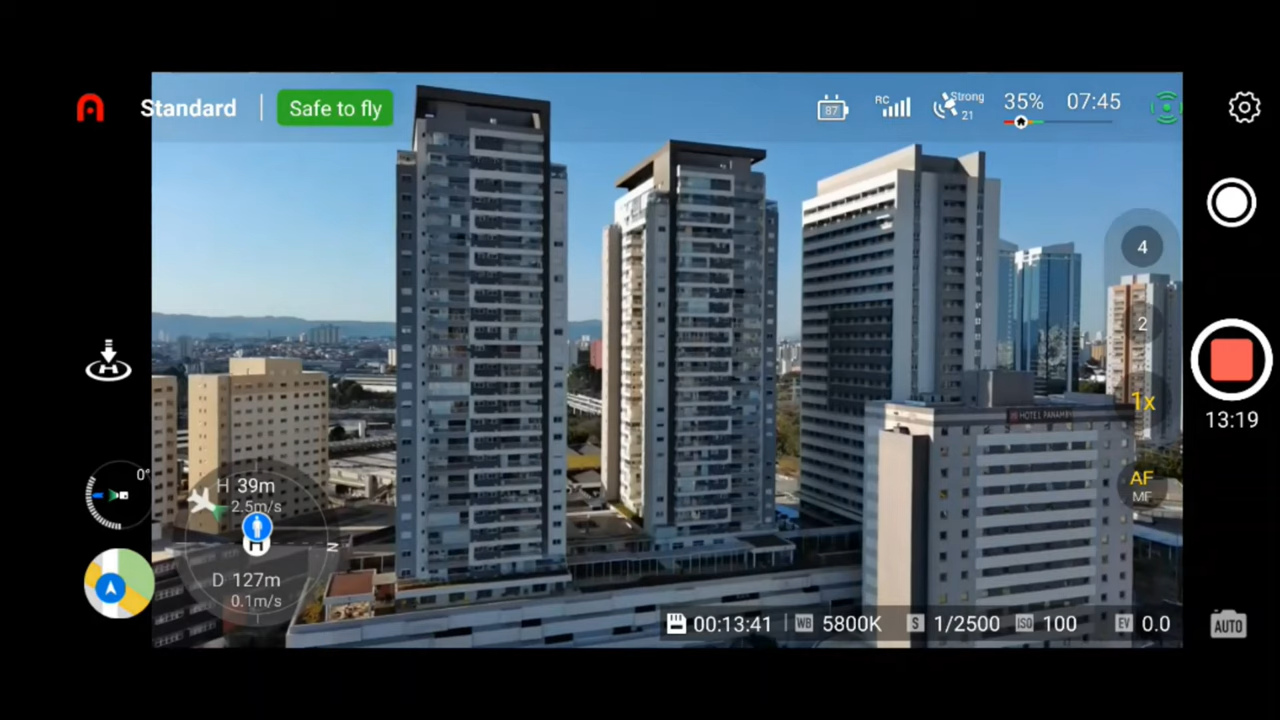 Standard | Safe to fly
87
RC
Strong
21
35%
07:45
4
2
1x
13:19
HOTEL PANAMBY
0°
H 39m
2.5m/s
AF
MF
H
N
D 127m
0.1m/s
00:13:41 | WB 5800K S 1/2500 ISO 100 EV 0.0
AUTO